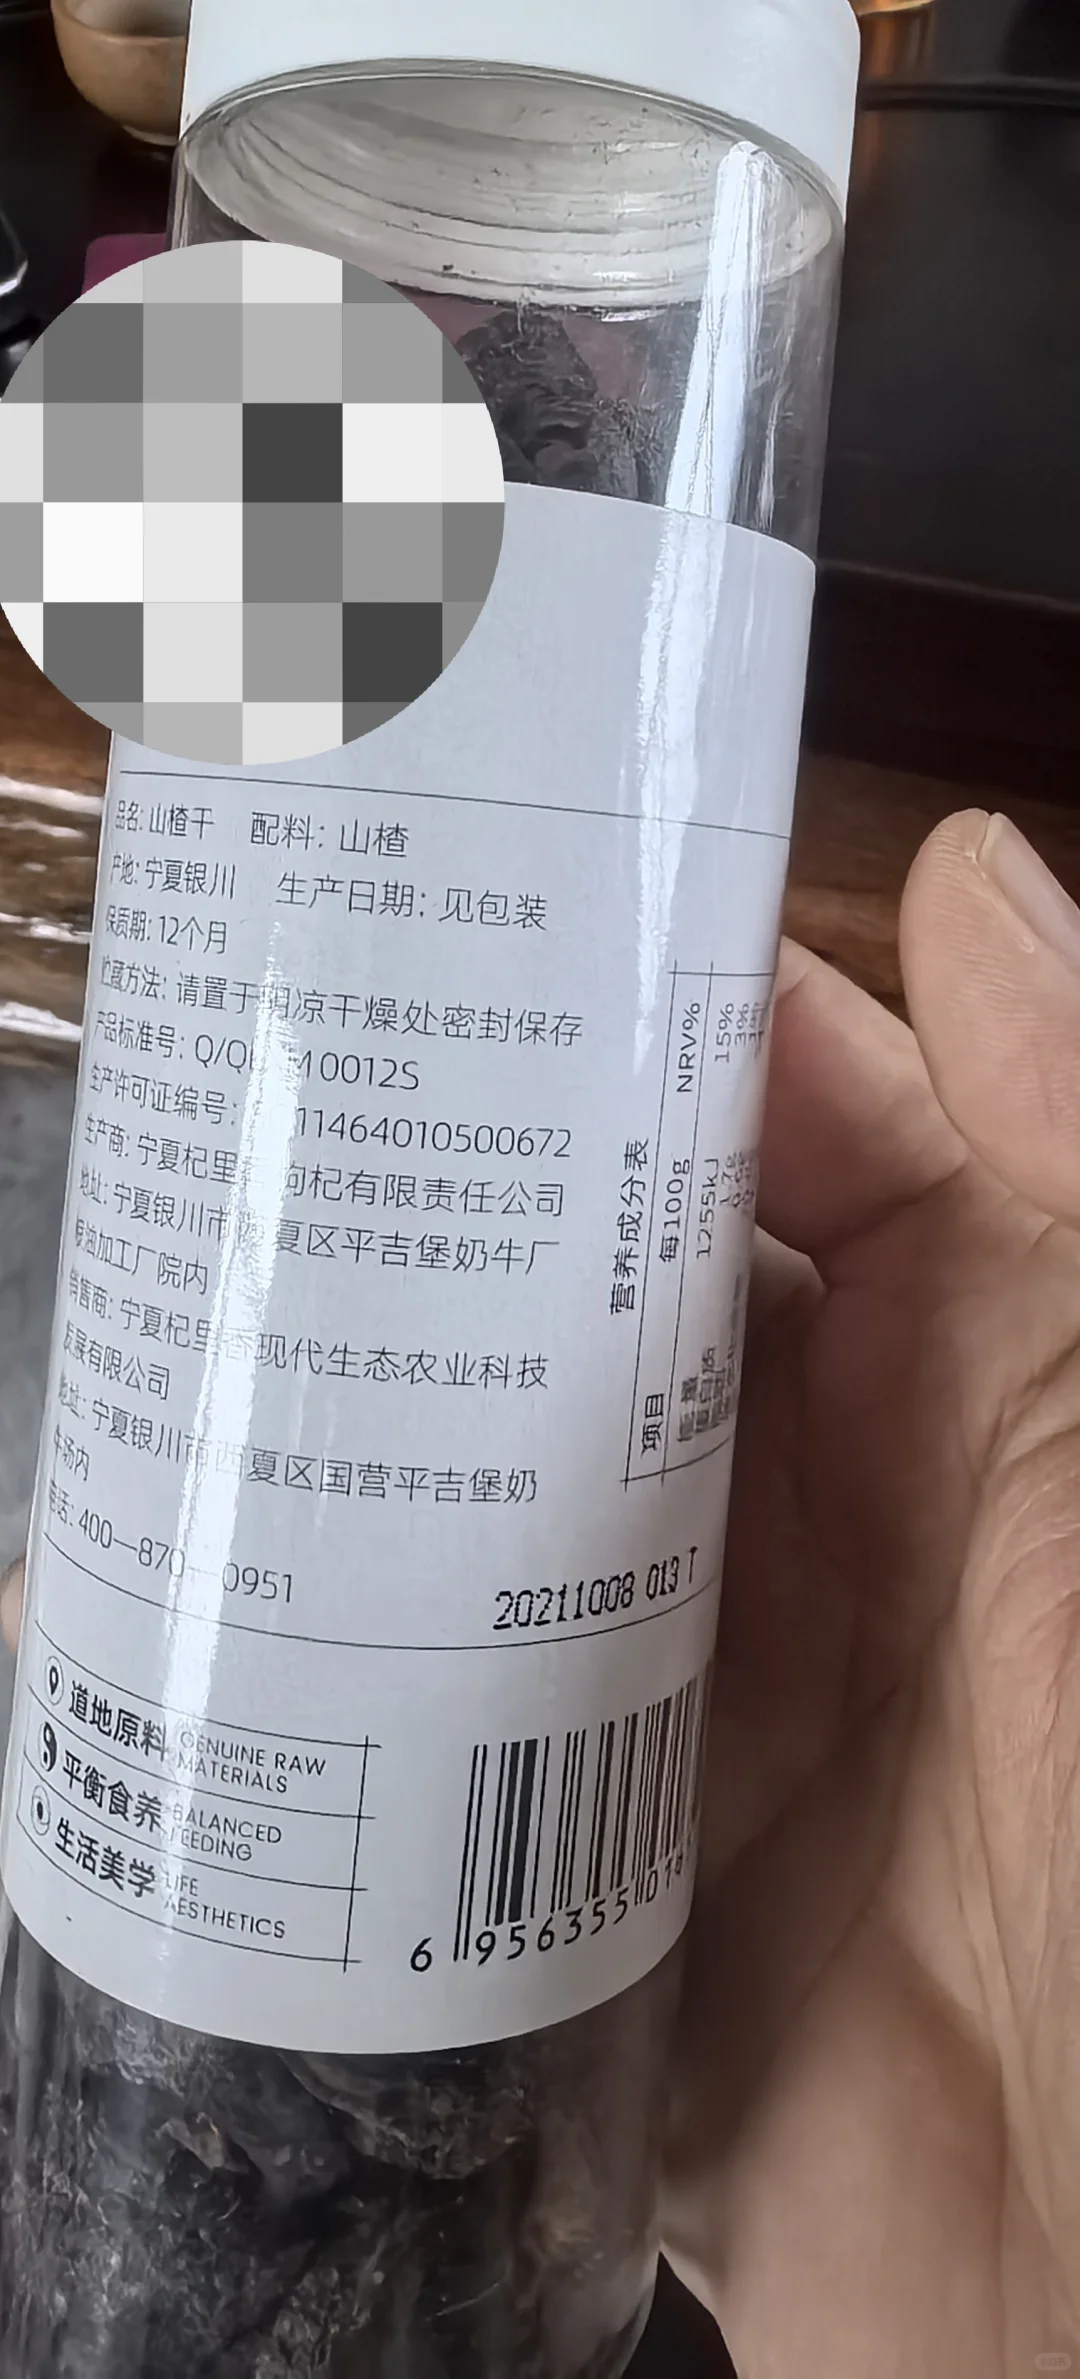 品名: 山楂干 配料: 山楂
产地: 宁夏银川 生产日期: 见包装
保质期: 12个月
贮藏方法: 请置于阴凉干燥处密封保存
产品标准号: Q/Q 0012S
生产许可证编号: 11464010500672
生产商: 宁夏杞里香枸杞有限责任公司
地址: 宁夏银川市西夏区平吉堡奶牛厂
粮油加工厂院内
销售商: 宁夏杞里香现代生态农业科技
发展有限公司
地址: 宁夏银川市西夏区国营平吉堡奶
牛场内
电话: 400—870—0951
20211008 013 T
营养成分表
项目 每100g NRV%
1255kJ 15%
道地原料 GENUINE RAW
MATERIALS
平衡食养 BALANCED
FEEDING
生活美学 LIFE
AESTHETICS
6 956355 07